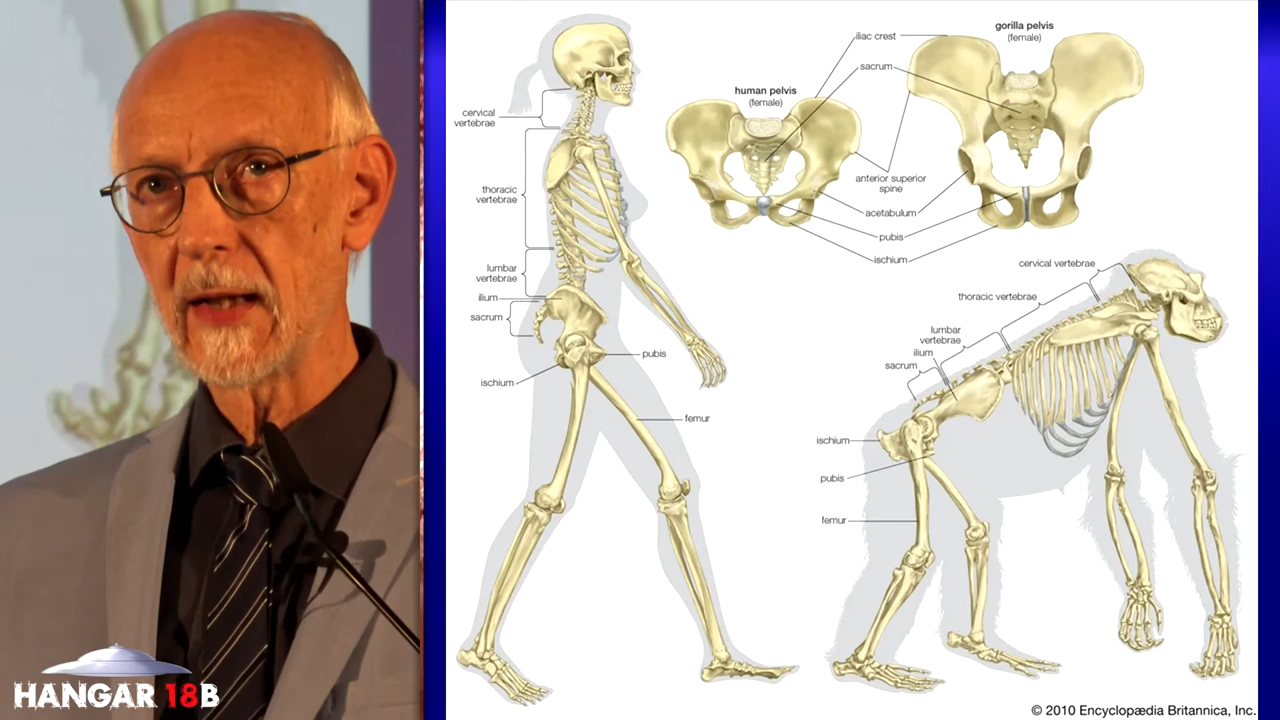 HANGAR 18B
cervical
vertebrae
thoracic
vertebrae
lumbar
vertebrae
ilium
sacrum
ischium
pubis
femur
human pelvis
(female)
gorilla pelvis
(female)
iliac crest
sacrum
anterior superior
spine
acetabulum
pubis
ischium
cervical vertebrae
thoracic vertebrae
lumbar
vertebrae
ilium
sacrum
ischium
pubis
femur
© 2010 Encyclopædia Britannica, Inc.